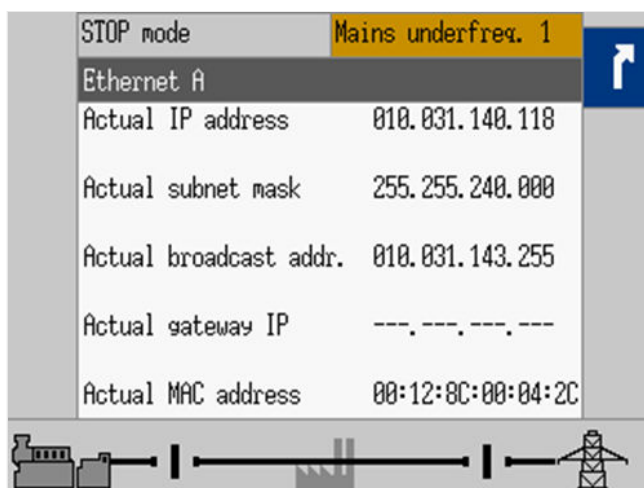 STOP mode Mains underfreq. 1
Ethernet A
Actual IP address 010.031.140.118
Actual subnet mask 255.255.240.000
Actual broadcast addr. 010.031.143.255
Actual gateway IP ---.---.---.---
Actual MAC address 00:12:8C:00:04:2C